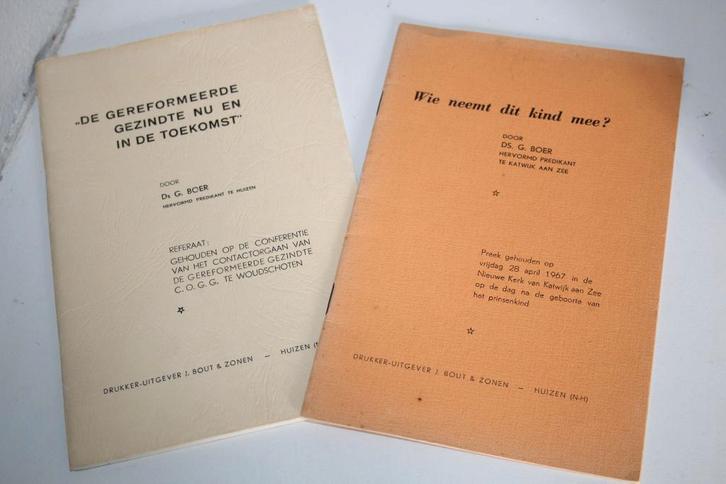 „DE GEREFORMEERDE
GEZINDTE NU EN
IN DE TOEKOMST"
DOOR
Ds G. BOER
HERVORMD PREDIKANT TE HUIZEN
REFERAAT:
GEHOUDEN OP DE CONFERENTIE
VAN HET CONTACTORGAAN VAN
DE GEREFORMEERDE GEZINDTE
C. O. G. G. TE WOUDSCHOTEN
DRUKKER-UITGEVER J. BOUT & ZONEN — HUIZEN (N
Wie neemt dit kind mee?
DOOR
DS. G. BOER
HERVORMD PREDIKANT
TE KATWIJK AAN ZEE
Preek gehouden op
vrijdag 28 april 1967 in de
Nieuwe Kerk van Katwijk aan Zee
op de dag na de geboorte van
het prinsenkind
DRUKKER-UITGEVER J. BOUT & ZONEN — HUIZEN (N-H)